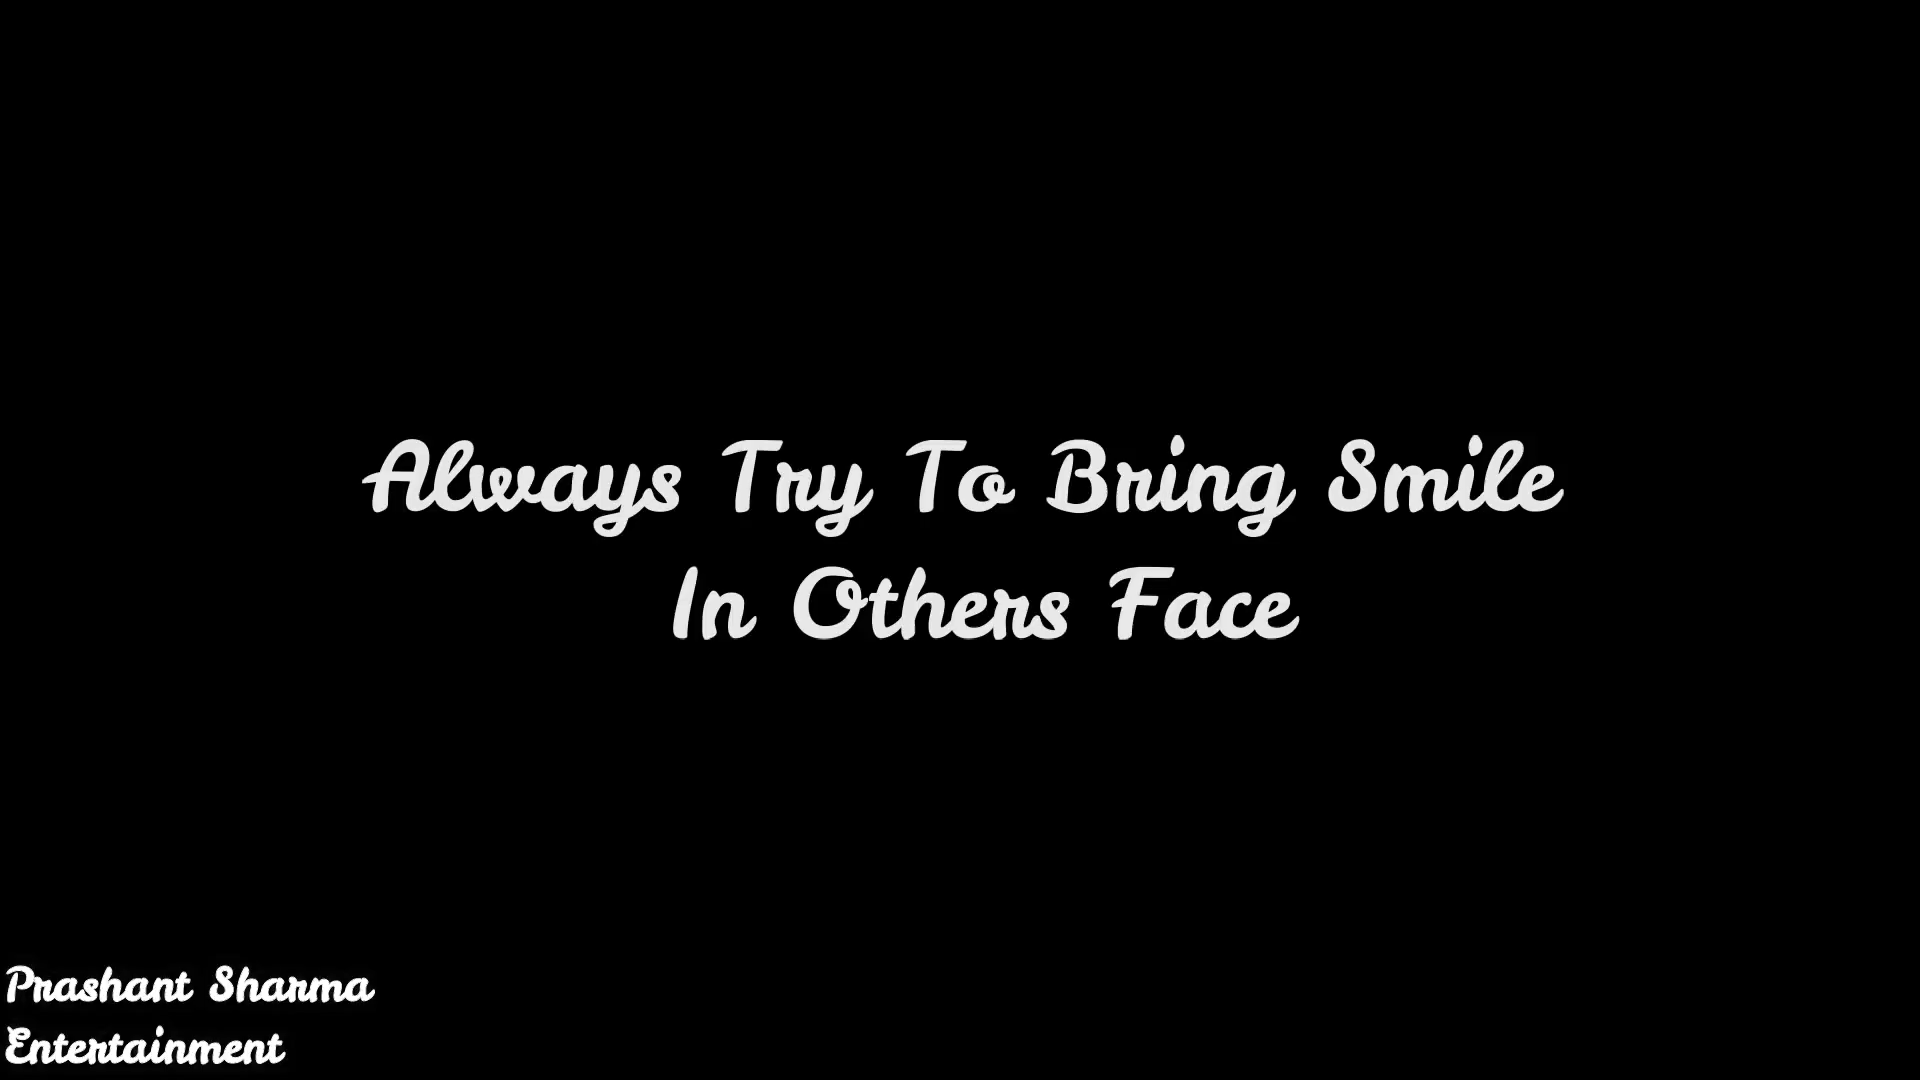 Always Try To Bring Smile
In Others Face
Prashant Sharma
Entertainment